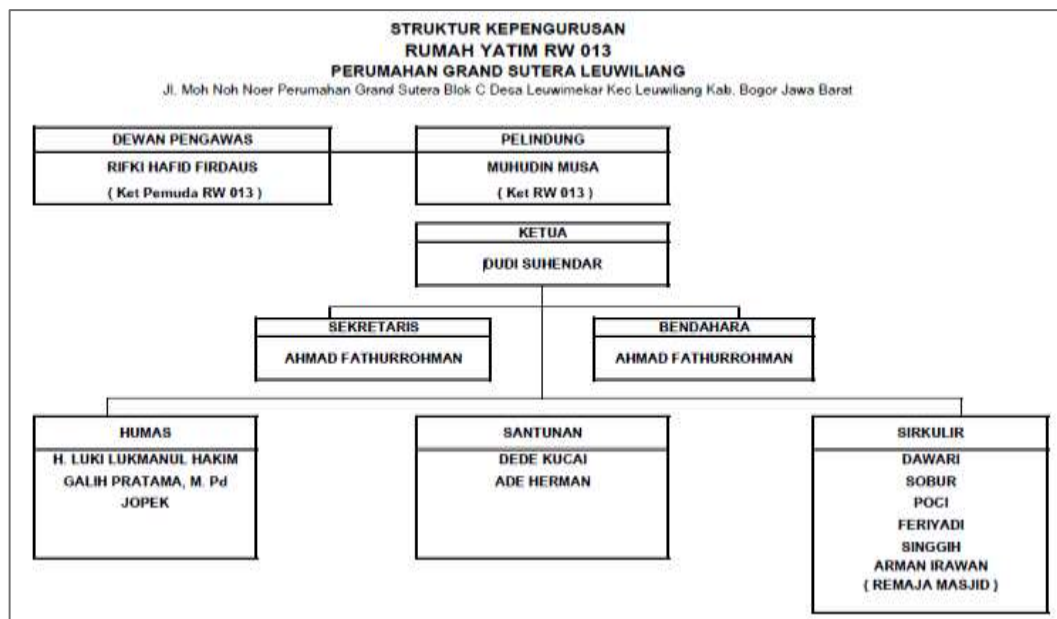 STRUKTUR KEPENGURUSAN
RUMAH YATIM RW 013
PERUMAHAN GRAND SUTERA LEUWILIANG
Jl. Moh Noh Noer Perumahan Grand Sutera Blok C Desa Leuwimekar Kec Leuwiliang Kab. Bogor Jawa Barat
DEWAN PENGAWAS
RIFKI HAFID FIRDAUS
( Ket Pemuda RW 013 )
PELINDUNG
MUHUDIN MUSA
( Ket RW 013 )
KETUA
DUDI SUHENDAR
SEKRETARIS
AHMAD FATHURROHMAN
BENDAHARA
AHMAD FATHURROHMAN
HUMAS
H. LUKI LUKMANUL HAKIM
GALIH PRATAMA, M. Pd
JOPEK
SANTUNAN
DEDE KUCAI
ADE HERMAN
SIRKULIR
DAWARI
SOBUR
POCI
FERIYADI
SINGGIH
ARMAN IRAWAN
( REMAJA MASJID )